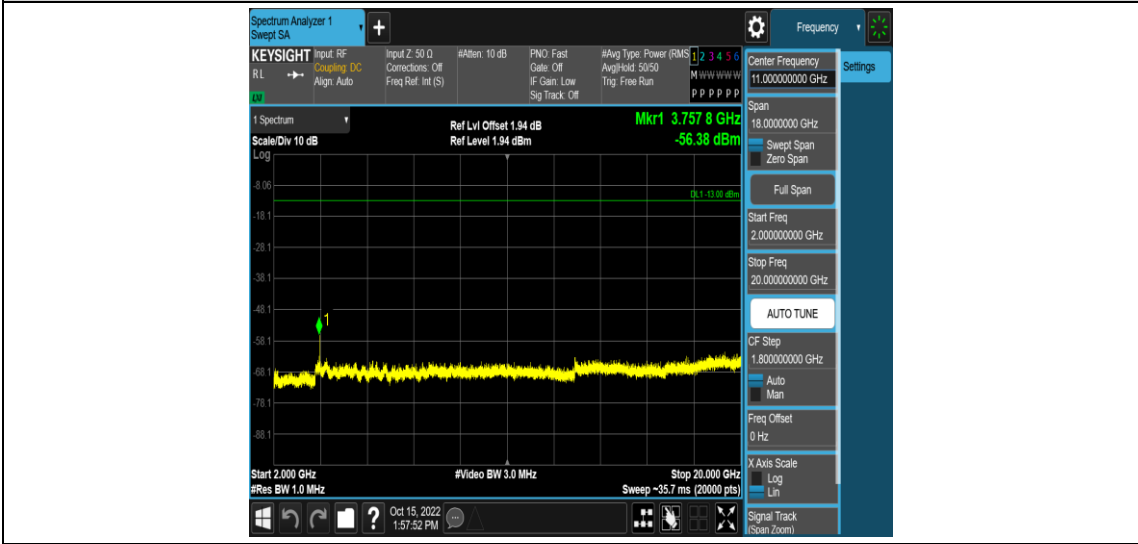 Spectrum Analyzer 1
Swept SA
+
Frequency
KEYSIGHT
RL
LXI
Input: RF
Coupling: DC
Align: Auto
Input Z: 50 Ω
Corrections: Off
Freq Ref: Int (S)
#Atten: 10 dB
PNO: Fast
Gate: Off
IF Gain: Low
Sig Track: Off
#Avg Type: Power (RMS
Avg|Hold: 50/50
Trig: Free Run
1 2 3 4 5 6
M W W W W W
P P P P P P
1 Spectrum
Scale/Div 10 dB
Log
Ref Lvl Offset 1.94 dB
Ref Level 1.94 dBm
Mkr1 3.757 8 GHz
-56.38 dBm
-8.06
DL1 -13.00 dBm
-18.1
-28.1
-38.1
-48.1
1
-58.1
-68.1
-78.1
-88.1
Start 2.000 GHz
#Video BW 3.0 MHz
Stop 20.000 GHz
#Res BW 1.0 MHz
Sweep ~35.7 ms (20000 pts)
?
Oct 15, 2022
1:57:52 PM
Center Frequency
11.000000000 GHz
Settings
Span
18.0000000 GHz
Swept Span
Zero Span
Full Span
Start Freq
2.000000000 GHz
Stop Freq
20.000000000 GHz
AUTO TUNE
CF Step
1.800000000 GHz
Auto
Man
Freq Offset
0 Hz
X Axis Scale
Log
Lin
Signal Track
(Span Zoom)